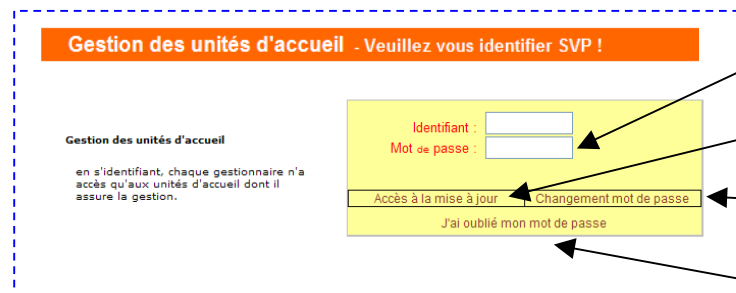 Gestion des unités d'accueil - Veuillez vous identifier SVP !
Gestion des unités d'accueil
en s'identifiant, chaque gestionnaire n'a
accès qu'aux unités d'accueil dont il
assure la gestion.
Identifiant :
Mot de passe :
Accès à la mise à jour Changement mot de passe
J'ai oublié mon mot de passe